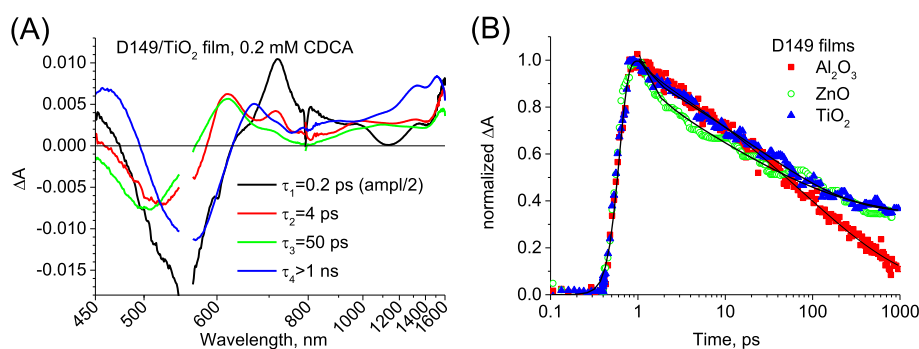 (A)
D149/TiO₂ film, 0.2 mM CDCA
0.010
0.005
0.000
-0.005
-0.010
-0.015
ΔA
τ₁=0.2 ps (ampl/2)
τ₂=4 ps
τ₃=50 ps
τ₄>1 ns
450
500
600
800
1000
1200
1400
1600
Wavelength, nm
(B)
D149 films
Al₂O₃
ZnO
TiO₂
1.0
0.8
0.6
0.4
0.2
0.0
normalized ΔA
0.1
1
10
100
1000
Time, ps